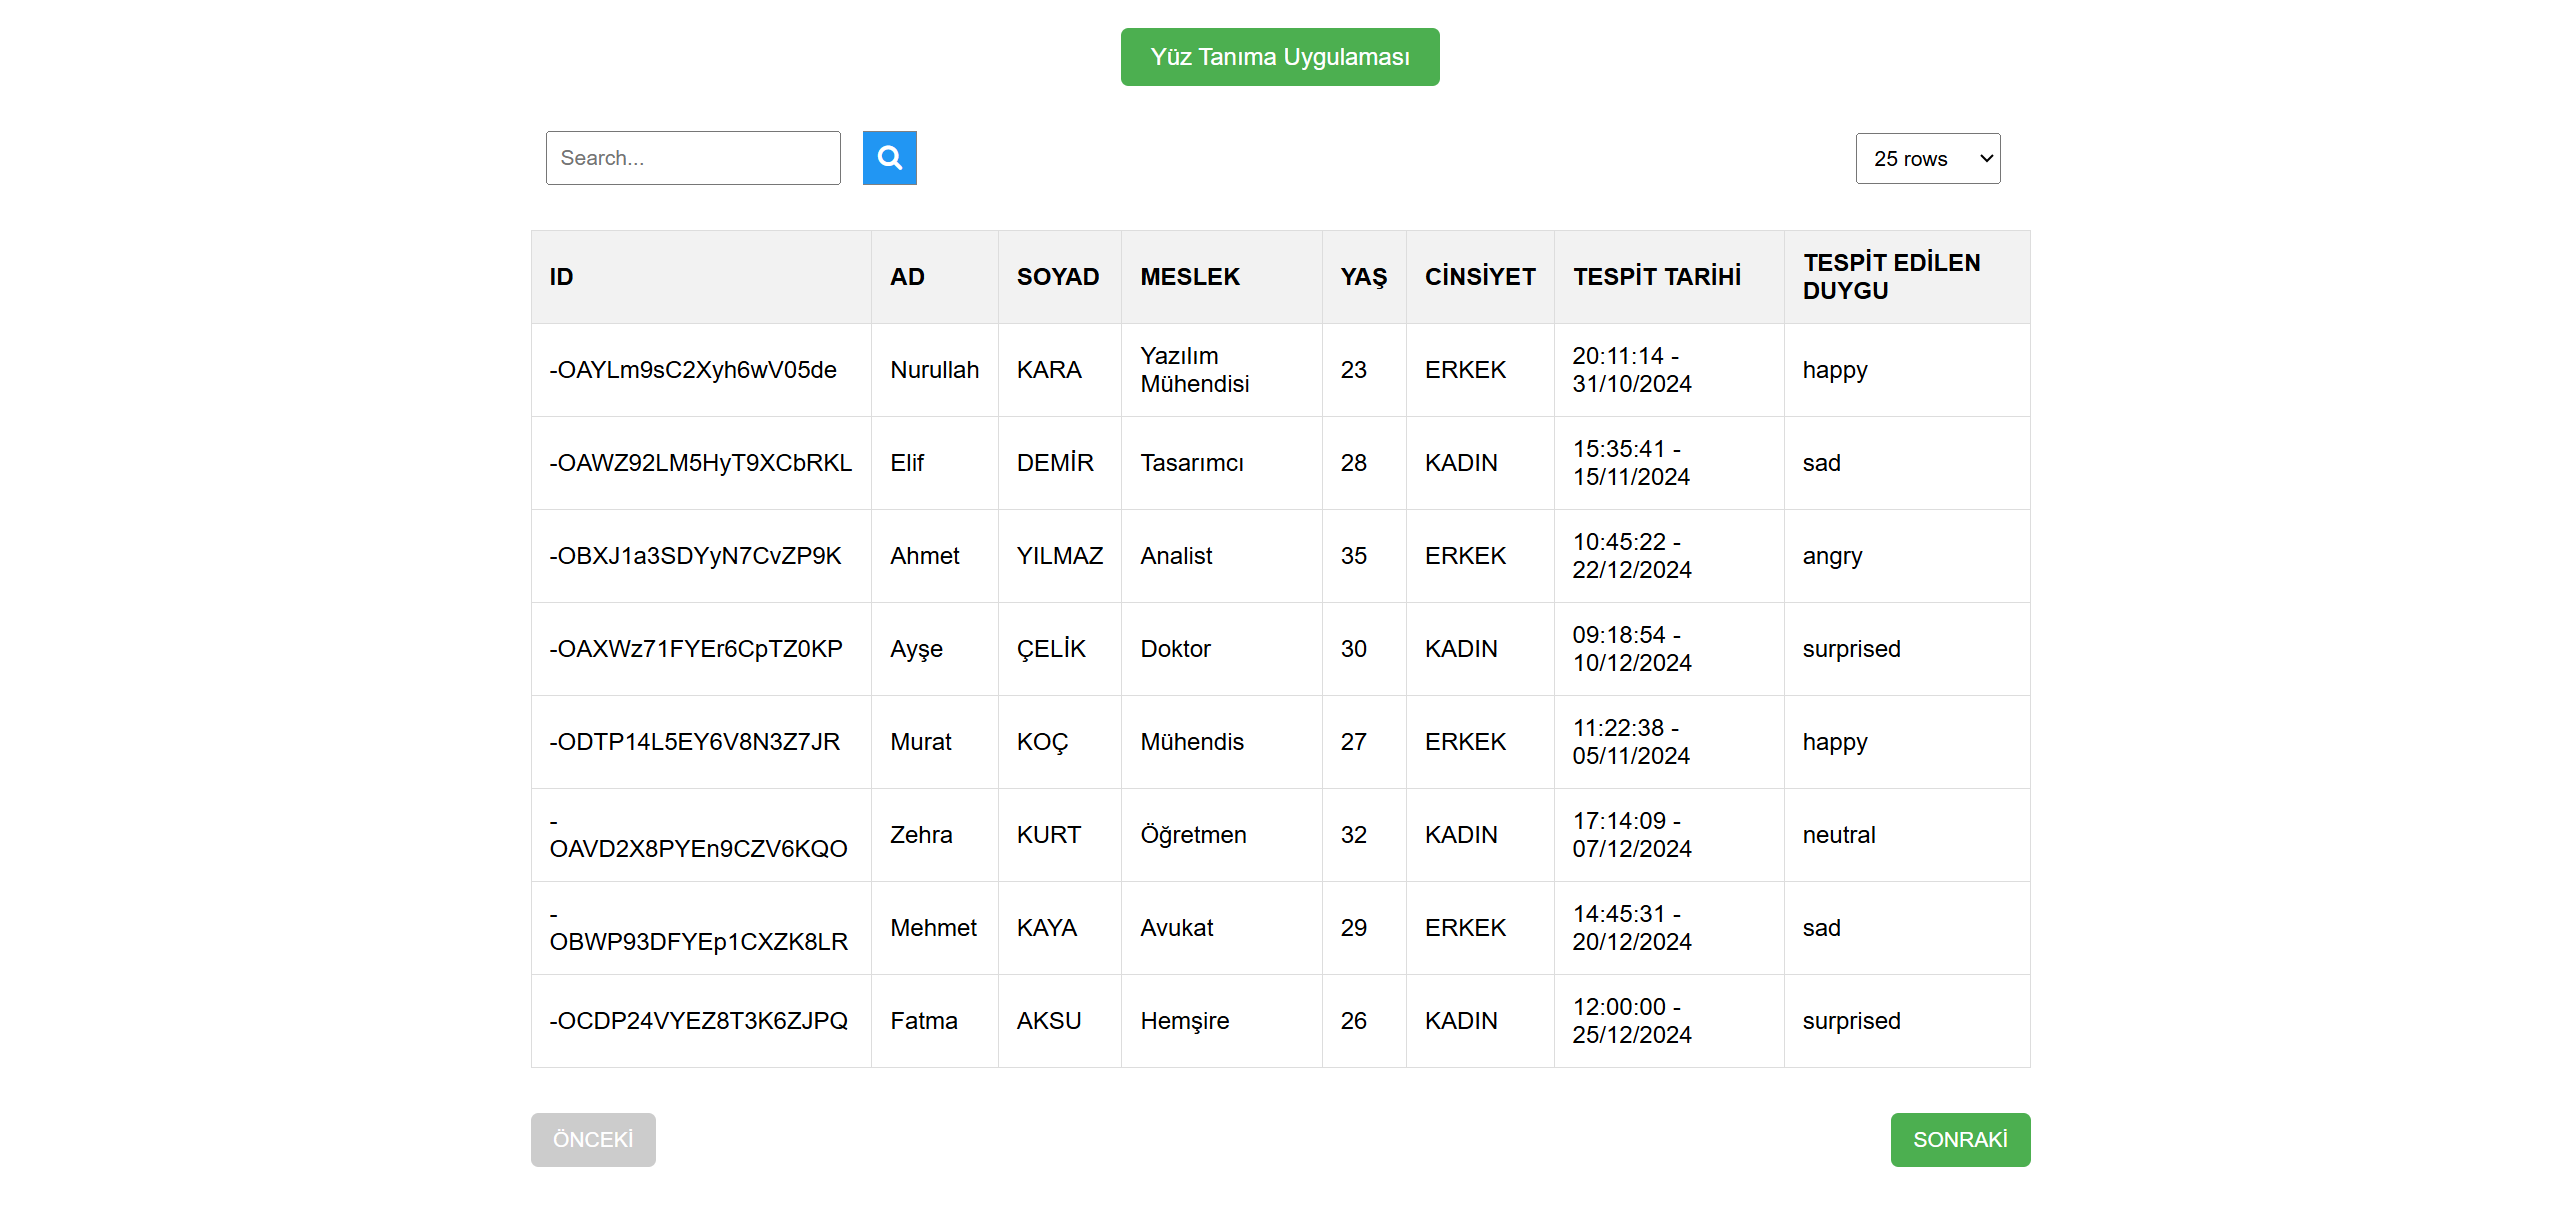 Yüz Tanıma Uygulaması
Search...
25 rows
ID AD SOYAD MESLEK YAŞ CİNSİYET TESPİT TARİHİ TESPİT EDİLEN
DUYGU
-OAYLm9sC2Xyh6wV05de Nurullah KARA Yazılım
Mühendisi 23 ERKEK 20:11:14 -
31/10/2024 happy
-OAWZ92LM5HyT9XCbRKL Elif DEMİR Tasarımcı 28 KADIN 15:35:41 -
15/11/2024 sad
-OBXJ1a3SDYyN7CvZP9K Ahmet YILMAZ Analist 35 ERKEK 10:45:22 -
22/12/2024 angry
-OAXWz71FYEr6CpTZ0KP Ayşe ÇELİK Doktor 30 KADIN 09:18:54 -
10/12/2024 surprised
-ODTP14L5EY6V8N3Z7JR Murat KOÇ Mühendis 27 ERKEK 11:22:38 -
05/11/2024 happy
-
OAVD2X8PYEn9CZV6KQO Zehra KURT Öğretmen 32 KADIN 17:14:09 -
07/12/2024 neutral
-
OBWP93DFYEp1CXZK8LR Mehmet KAYA Avukat 29 ERKEK 14:45:31 -
20/12/2024 sad
-OCDP24VYEZ8T3K6ZJPQ Fatma AKSU Hemşire 26 KADIN 12:00:00 -
25/12/2024 surprised
ÖNCEKİ
SONRAKİ